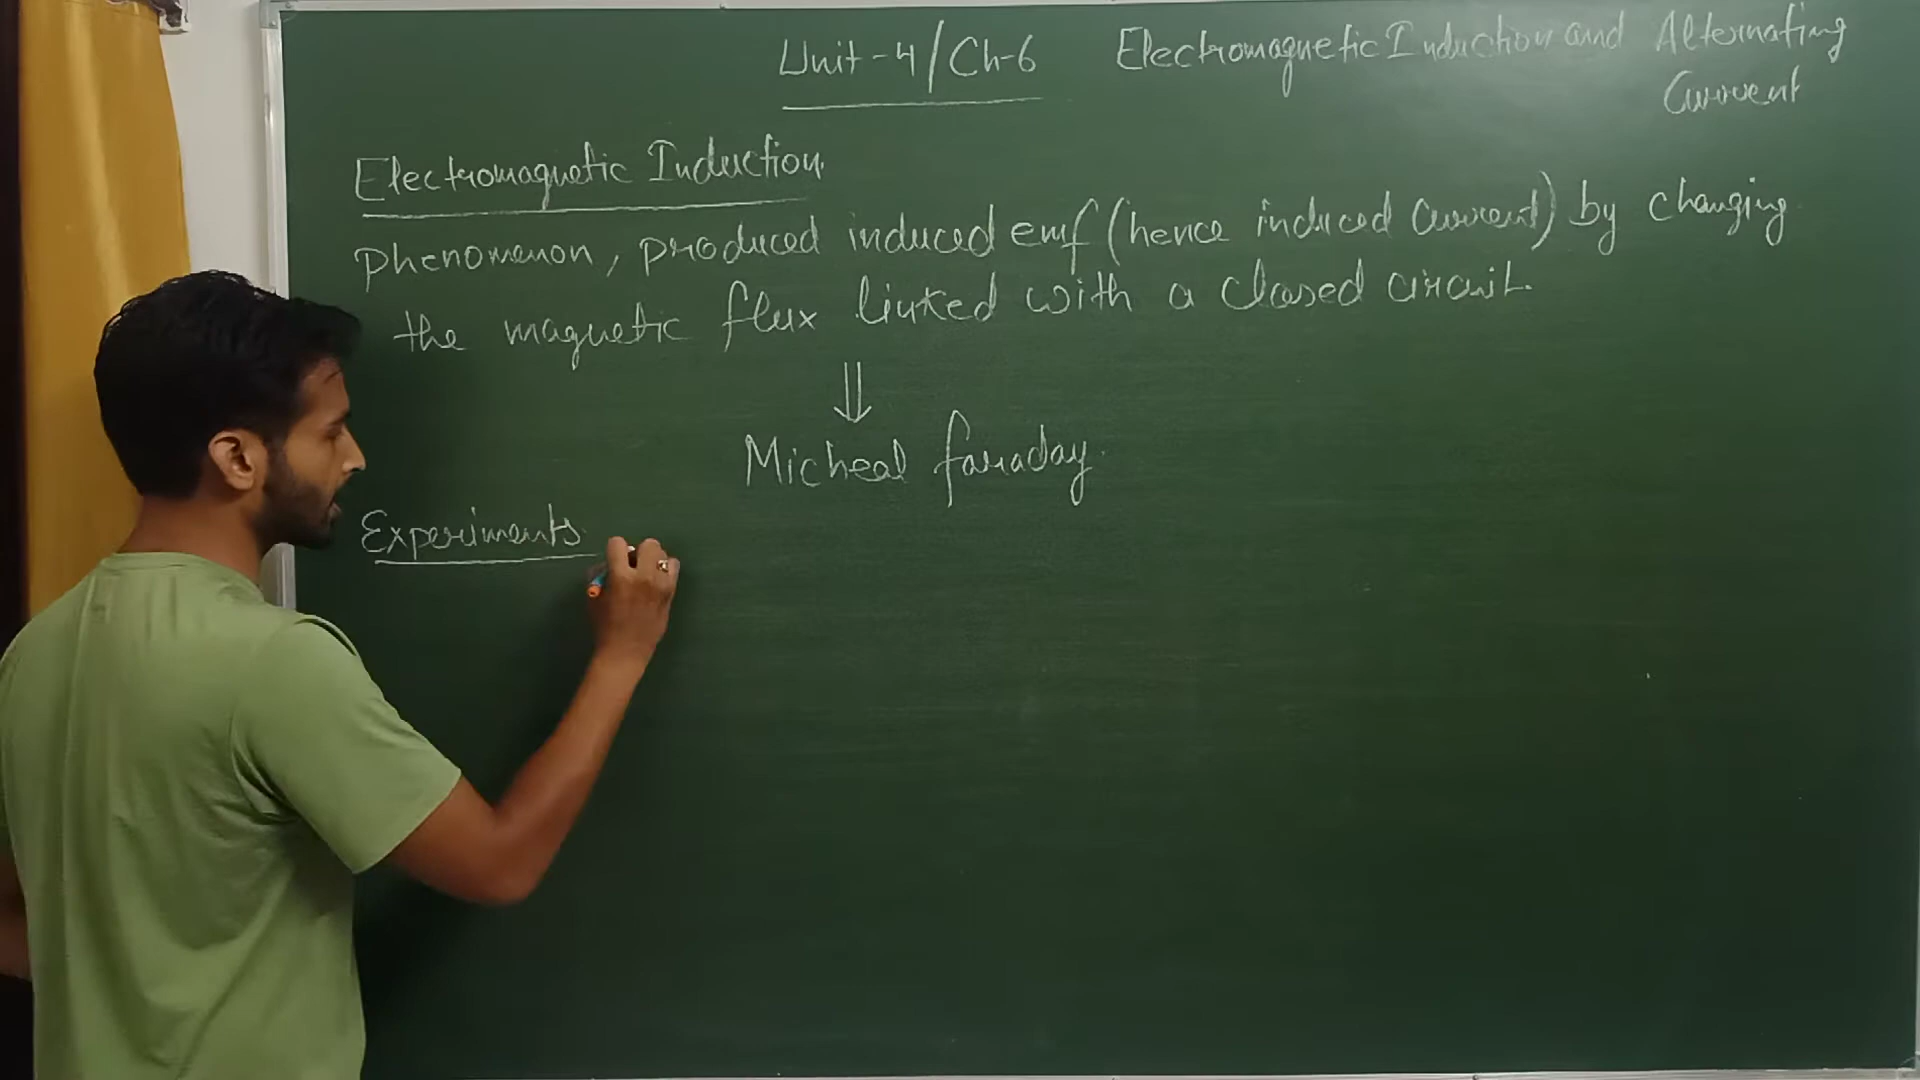 Unit-4/Ch-6 Electromagnetic Induction and Alternating
Current
Electromagnetic Induction
Phenomenon, produced induced emf (hence induced current) by changing
the magnetic flux linked with a closed circuit.
⇓
Micheal faraday.
Experiments